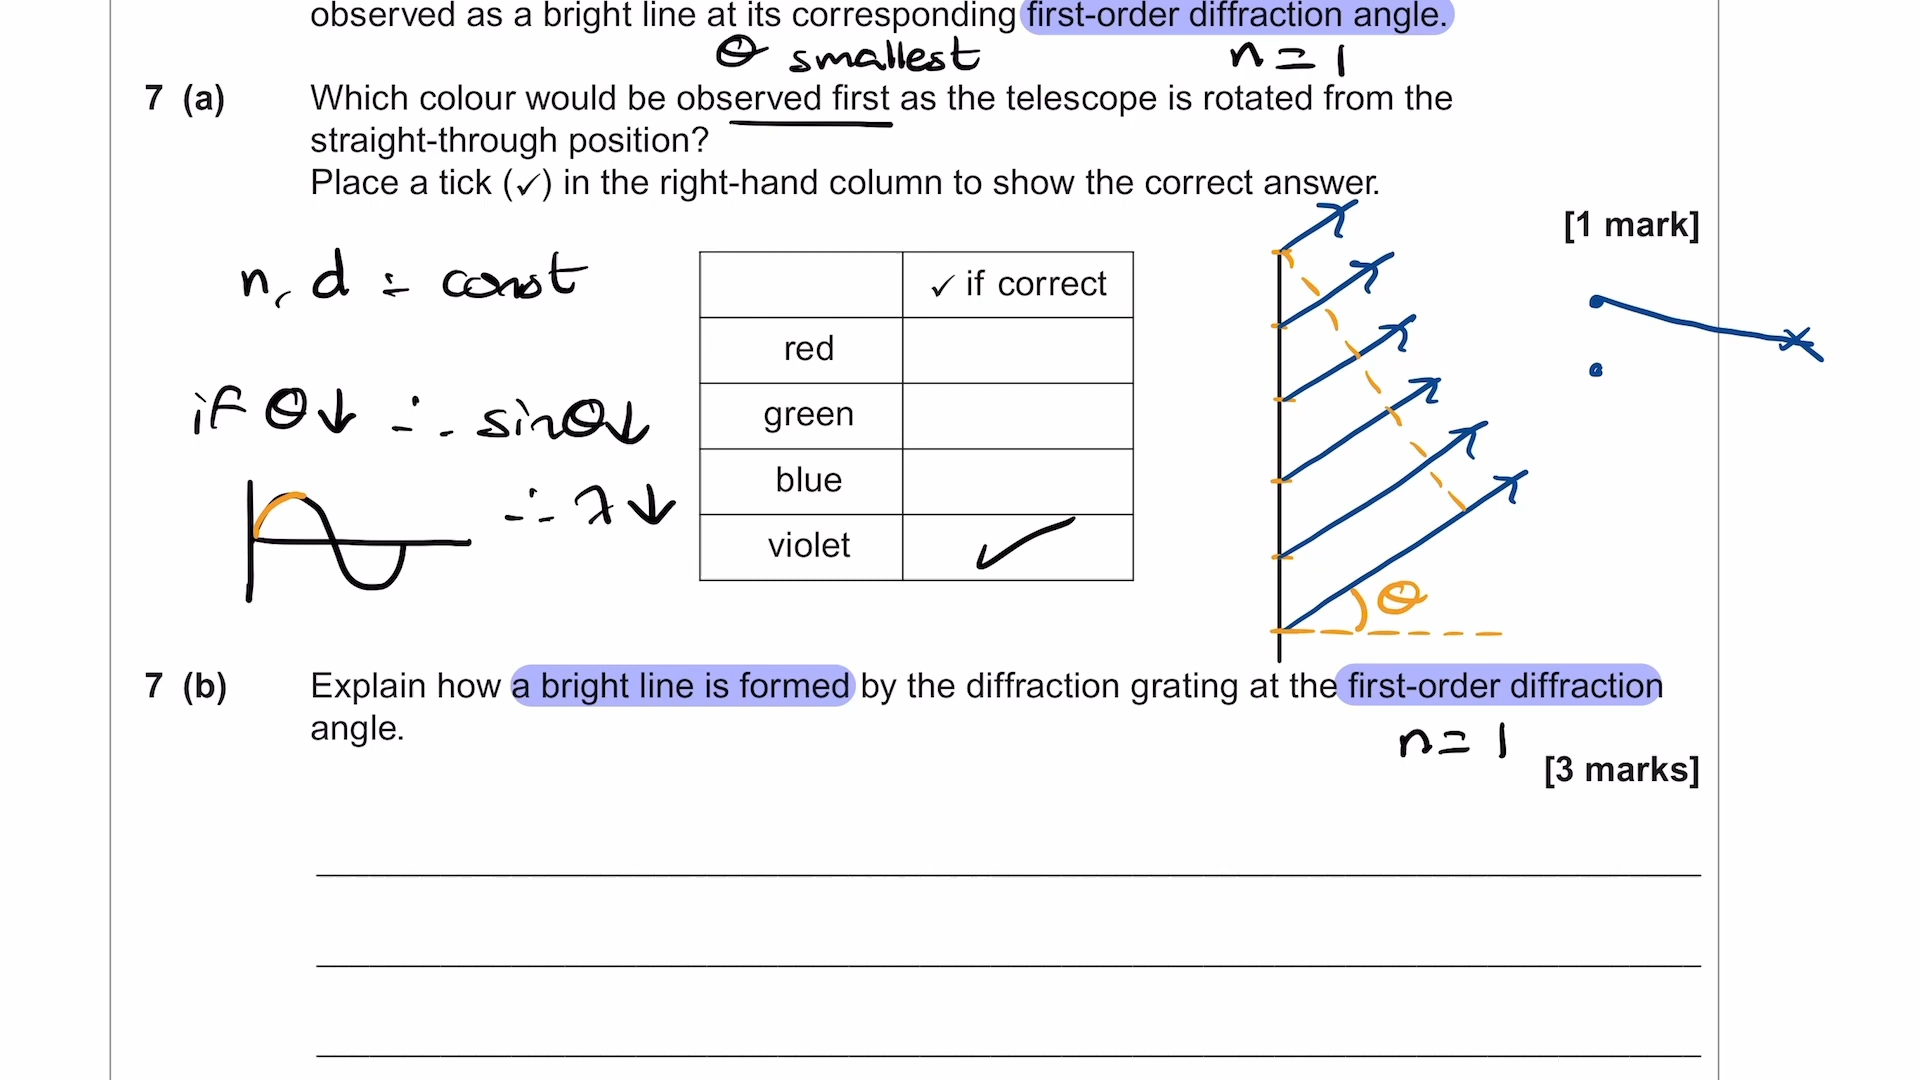 observed as a bright line at its corresponding first-order diffraction angle.
θ smallest n = 1
7 (a) Which colour would be observed first as the telescope is rotated from the
straight-through position?
Place a tick (✓) in the right-hand column to show the correct answer.
[1 mark]
n, d = const
✓ if correct
red
if θ↓ ∴ sinθ↓
green
blue
∴ λ↓
violet ✓
θ
7 (b) Explain how a bright line is formed by the diffraction grating at the first-order diffraction
angle.
n = 1
[3 marks]